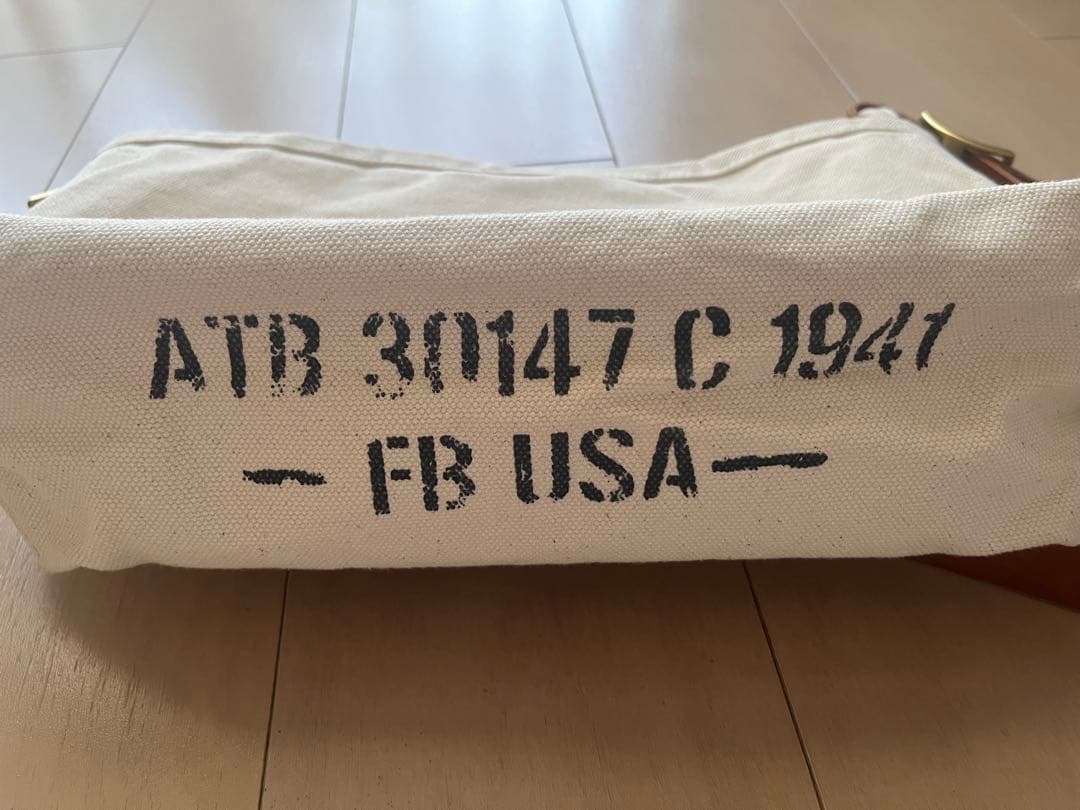 ATB 30147 C 1941
— FB USA —